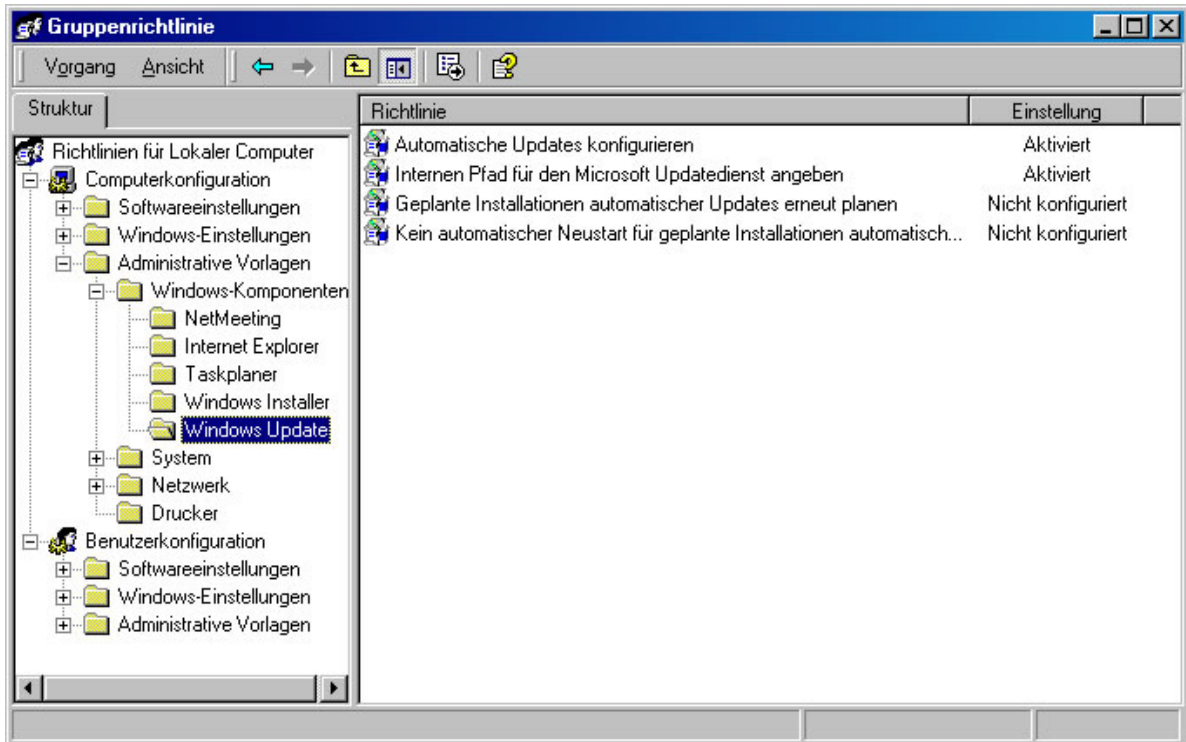 Gruppenrichtlinie
Vorgang Ansicht
Struktur
Richtlinien für Lokaler Computer
Computerkonfiguration
Softwareeinstellungen
Windows-Einstellungen
Administrative Vorlagen
Windows-Komponenten
NetMeeting
Internet Explorer
Taskplaner
Windows Installer
Windows Update
System
Netzwerk
Drucker
Benutzerkonfiguration
Softwareeinstellungen
Windows-Einstellungen
Administrative Vorlagen
Richtlinie Einstellung
Automatische Updates konfigurieren Aktiviert
Internen Pfad für den Microsoft Updatedienst angeben Aktiviert
Geplante Installationen automatischer Updates erneut planen Nicht konfiguriert
Kein automatischer Neustart für geplante Installationen automatisch... Nicht konfiguriert